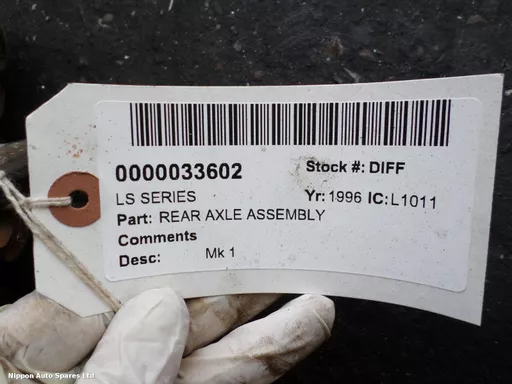 0000033602 Stock #: DIFF
LS SERIES Yr: 1996 IC: L1011
Part: REAR AXLE ASSEMBLY
Comments
Desc: Mk 1
Nippon Auto Spares Ltd